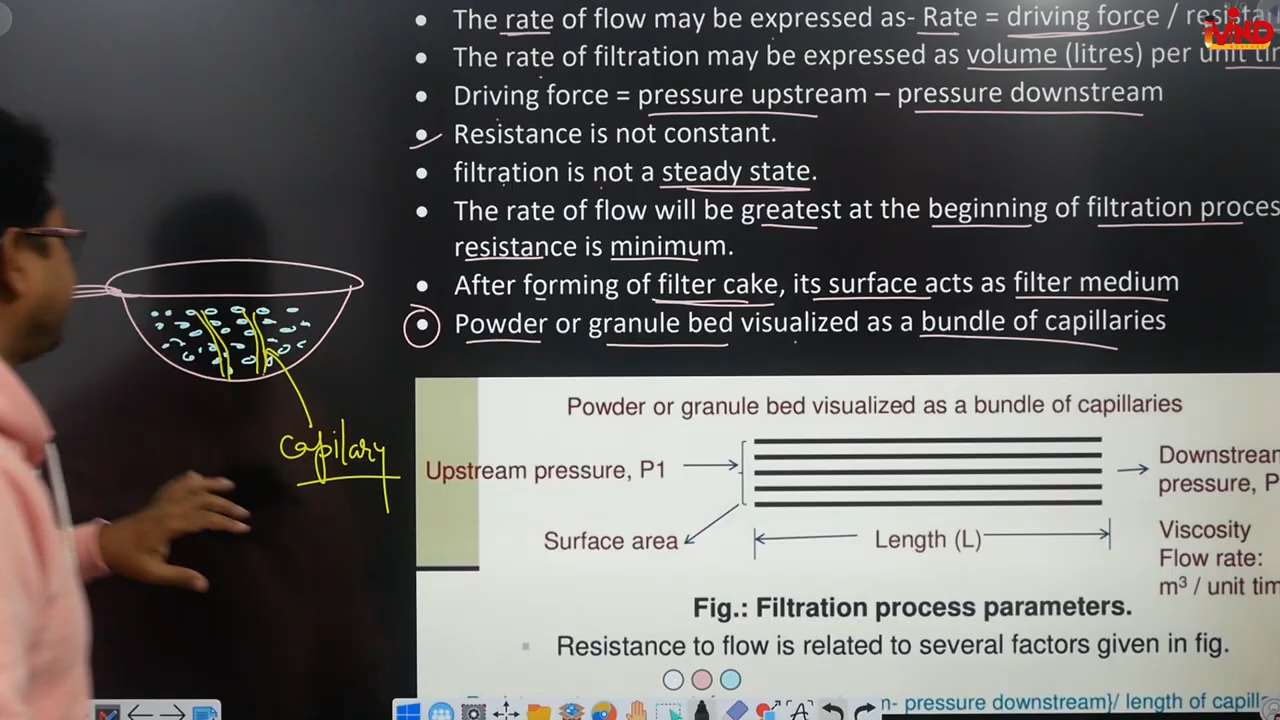 • The rate of flow may be expressed as- Rate = driving force /
• The rate of filtration may be expressed as volume (litres) per unit
• Driving force = pressure upstream – pressure downstream
• Resistance is not constant.
• filtration is not a steady state.
• The rate of flow will be greatest at the beginning of filtration
resistance is minimum.
• After forming of filter cake, its surface acts as filter medium
• Powder or granule bed visualized as a bundle of capillaries
Capilary
Powder or granule bed visualized as a bundle of capillaries
Upstream pressure, P1
Downstream
pressure, P
Surface area
Length (L)
Viscosity
Flow rate:
m³ / unit
Fig.: Filtration process parameters.
Resistance to flow is related to several factors given in fig.
n- pressure downstream}/ length of